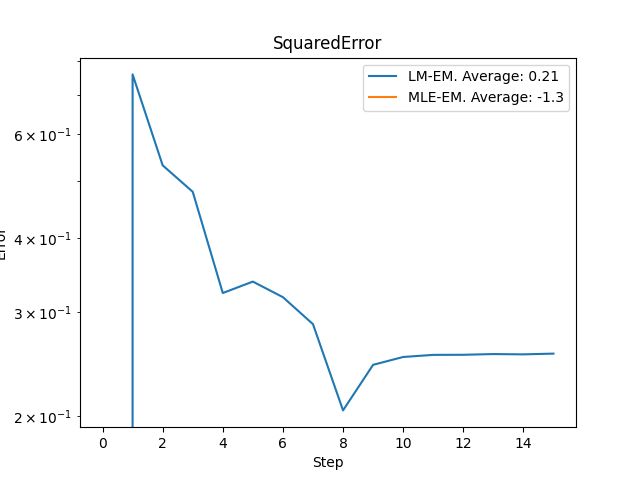 SquaredError
LM-EM. Average: 0.21
MLE-EM. Average: -1.3
6 × 10⁻¹
4 × 10⁻¹
3 × 10⁻¹
2 × 10⁻¹
Error
0 2 4 6 8 10 12 14
Step